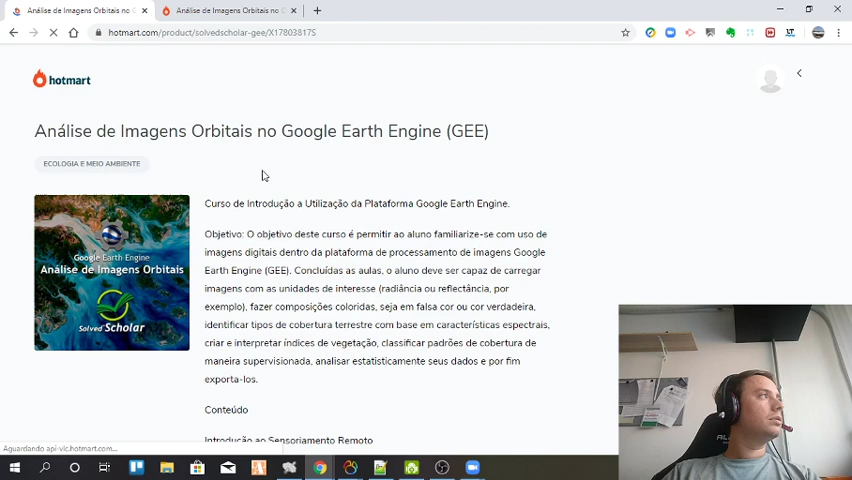 Análise de Imagens Orbitais no G
Análise de Imagens Orbitais no D
hotmart.com/product/solvedscholar-gee/X17803817S
hotmart
Análise de Imagens Orbitais no Google Earth Engine (GEE)
ECOLOGIA E MEIO AMBIENTE
Google Earth Engine
Análise de Imagens Orbitais
Solved Scholar
Curso de Introdução a Utilização da Plataforma Google Earth Engine.
Objetivo: O objetivo deste curso é permitir ao aluno familiarize-se com uso de
imagens digitais dentro da plataforma de processamento de imagens Google
Earth Engine (GEE). Concluídas as aulas, o aluno deve ser capaz de carregar
imagens com as unidades de interesse (radiância ou reflectância, por
exemplo), fazer composições coloridas, seja em falsa cor ou cor verdadeira,
identificar tipos de cobertura terrestre com base em características espectrais,
criar e interpretar índices de vegetação, classificar padrões de cobertura de
maneira supervisionada, analisar estatisticamente seus dados e por fim
exporta-los.
Conteúdo
Introdução ao Sensoriamento Remoto
Aguardando api-vlc.hotmart.com...